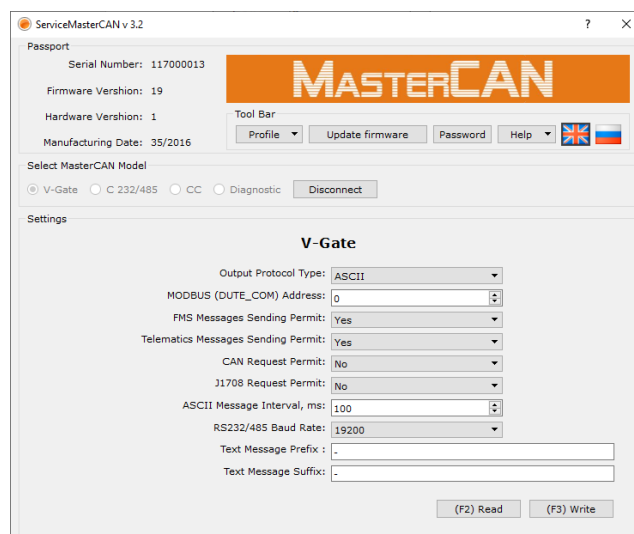 ServiceMasterCAN v 3.2
? ×
Passport
Serial Number: 117000013
Firmware Vershion: 19
Hardware Vershion: 1
Manufacturing Date: 35/2016
MASTERCAN
Tool Bar
Profile Update firmware Password Help
Select MasterCAN Model
V-Gate C 232/485 CC Diagnostic Disconnect
Settings
V-Gate
Output Protocol Type: ASCII
MODBUS (DUTE_COM) Address: 0
FMS Messages Sending Permit: Yes
Telematics Messages Sending Permit: Yes
CAN Request Permit: No
J1708 Request Permit: No
ASCII Message Interval, ms: 100
RS232/485 Baud Rate: 19200
Text Message Prefix : -
Text Message Suffix: -
(F2) Read (F3) Write